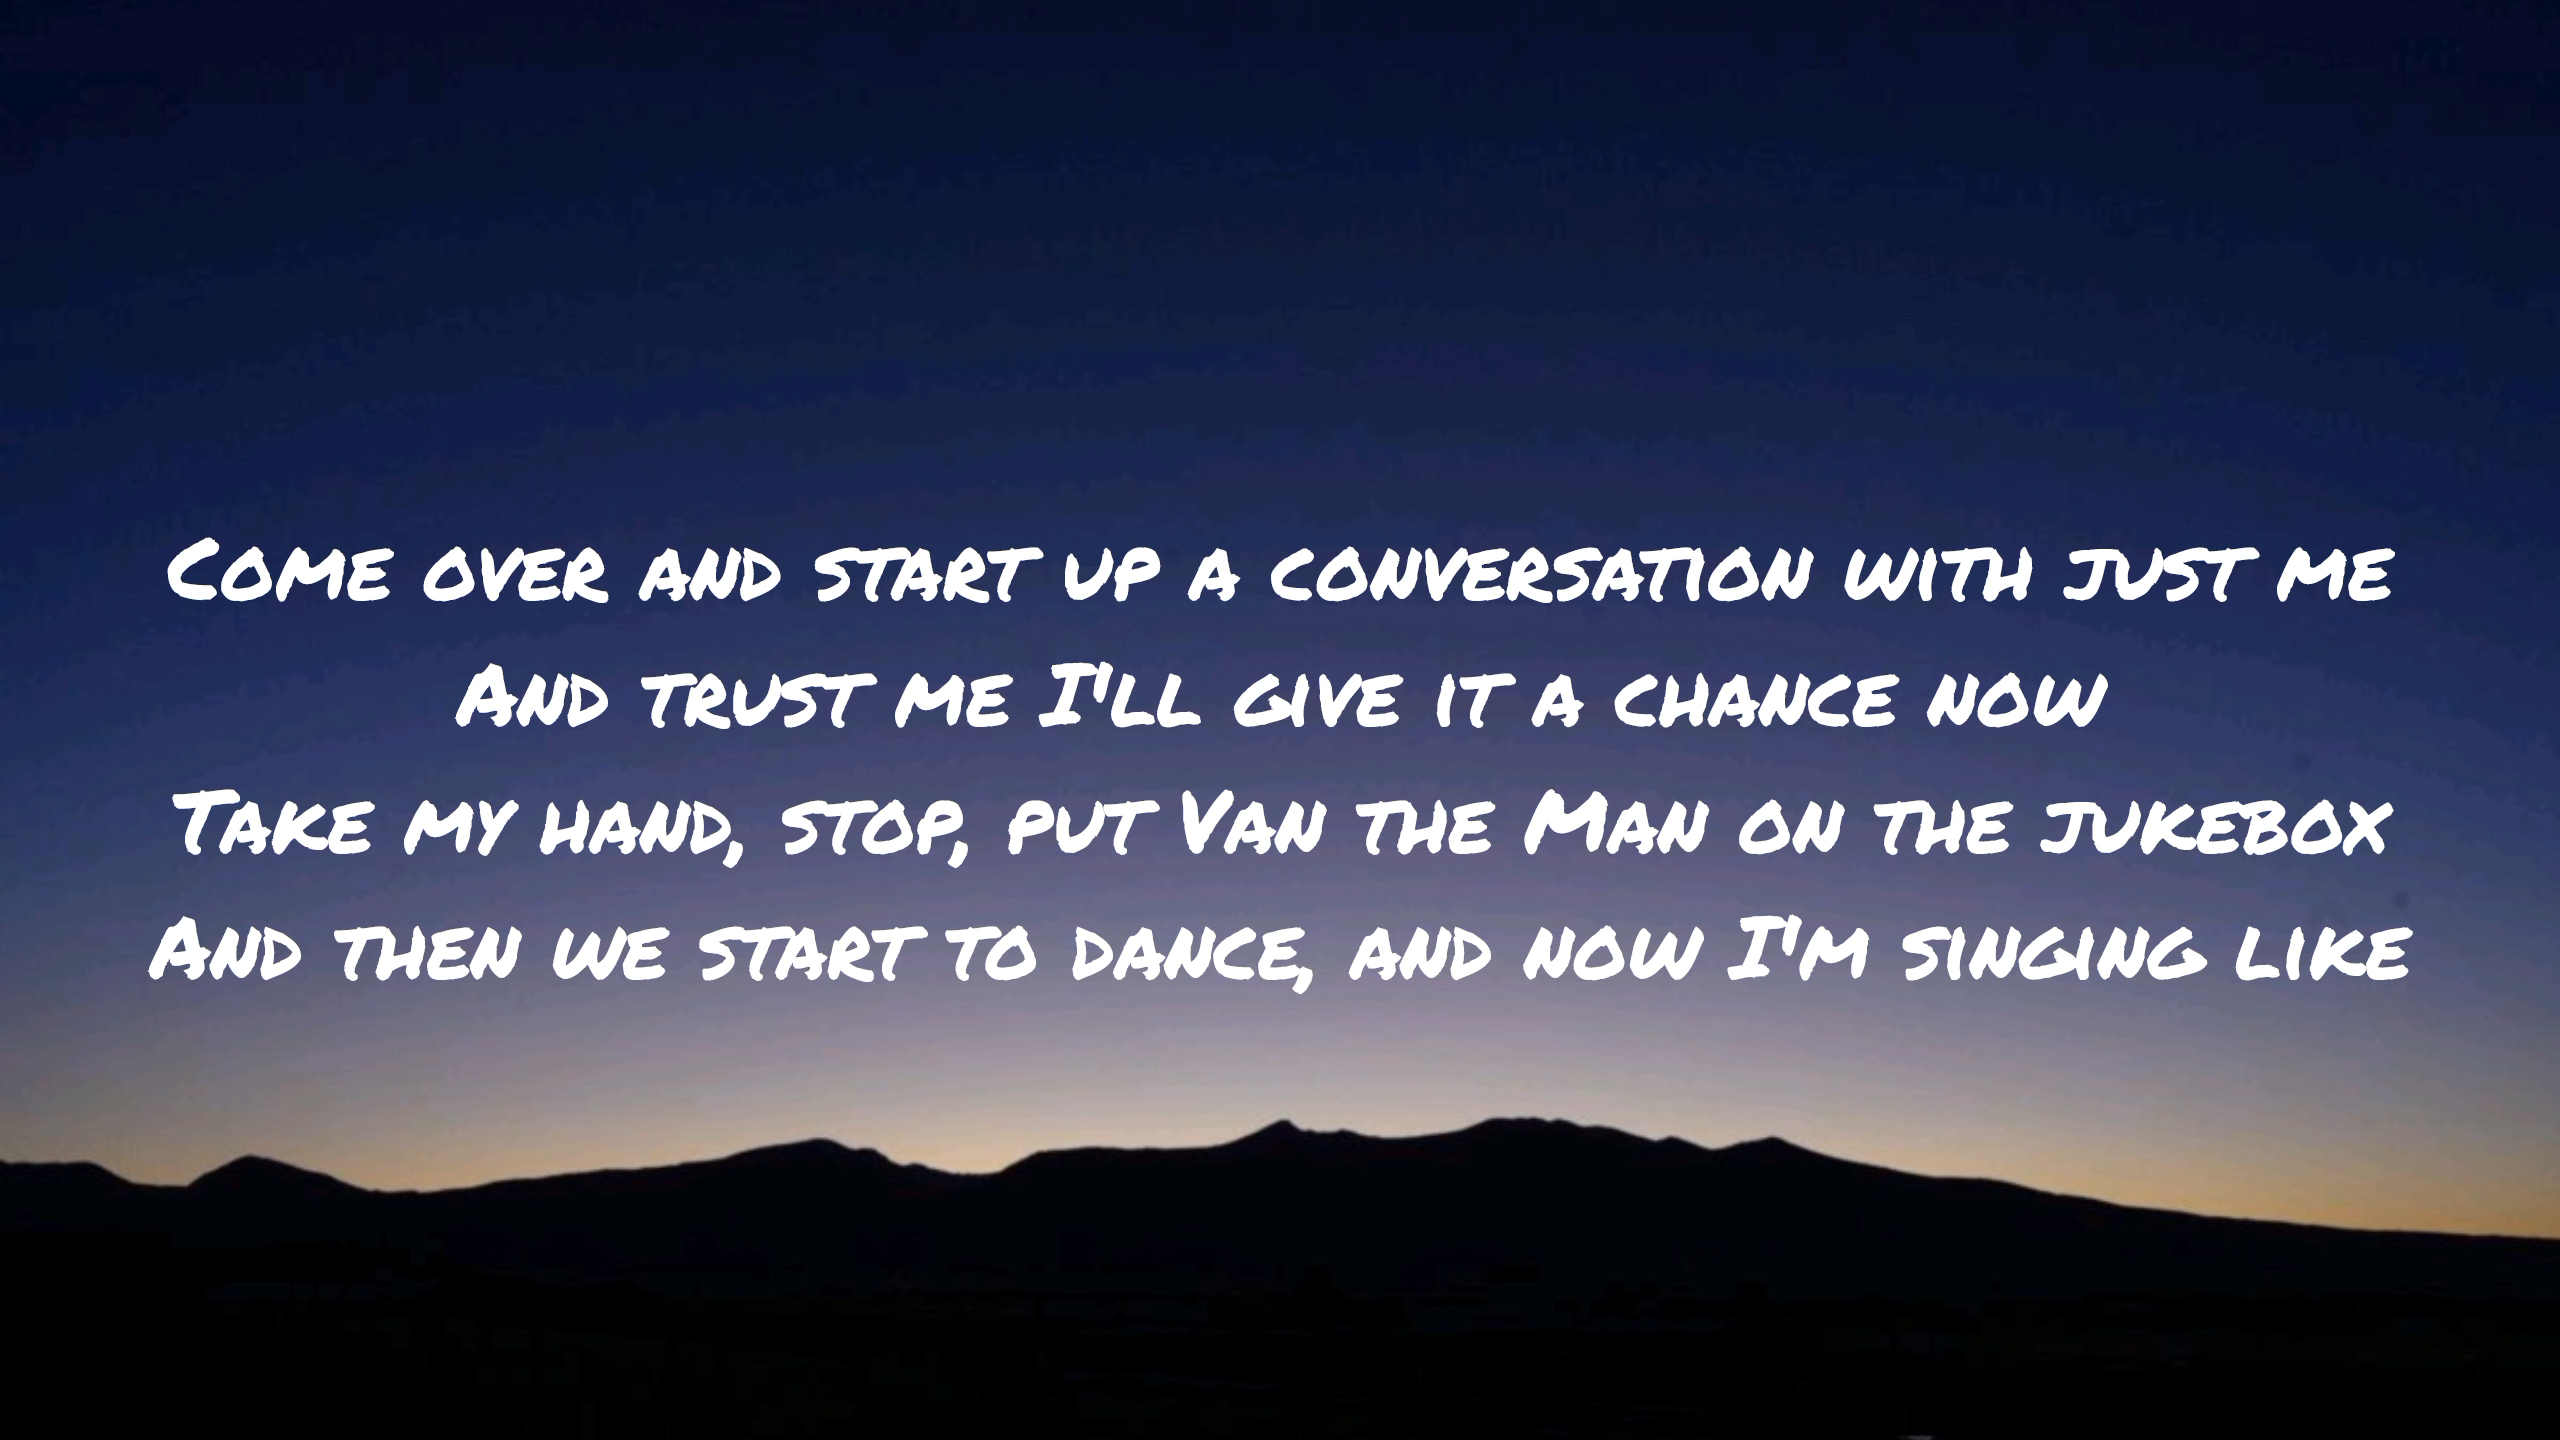 Come over and start up a conversation with just me
And trust me I'll give it a chance now
Take my hand, stop, put Van the Man on the jukebox
And then we start to dance, and now I'm singing like